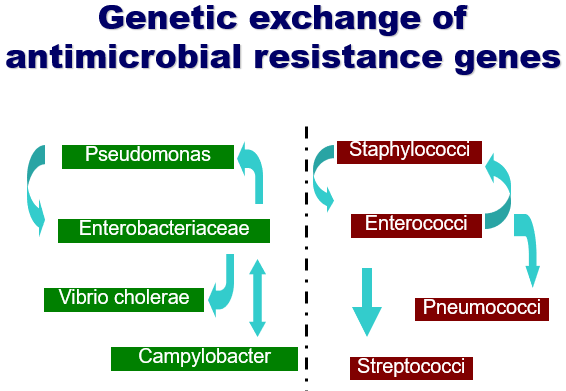 Genetic exchange of
antimicrobial resistance genes
Pseudomonas
Enterobacteriaceae
Vibrio cholerae
Campylobacter
Staphylococci
Enterococci
Pneumococci
Streptococci